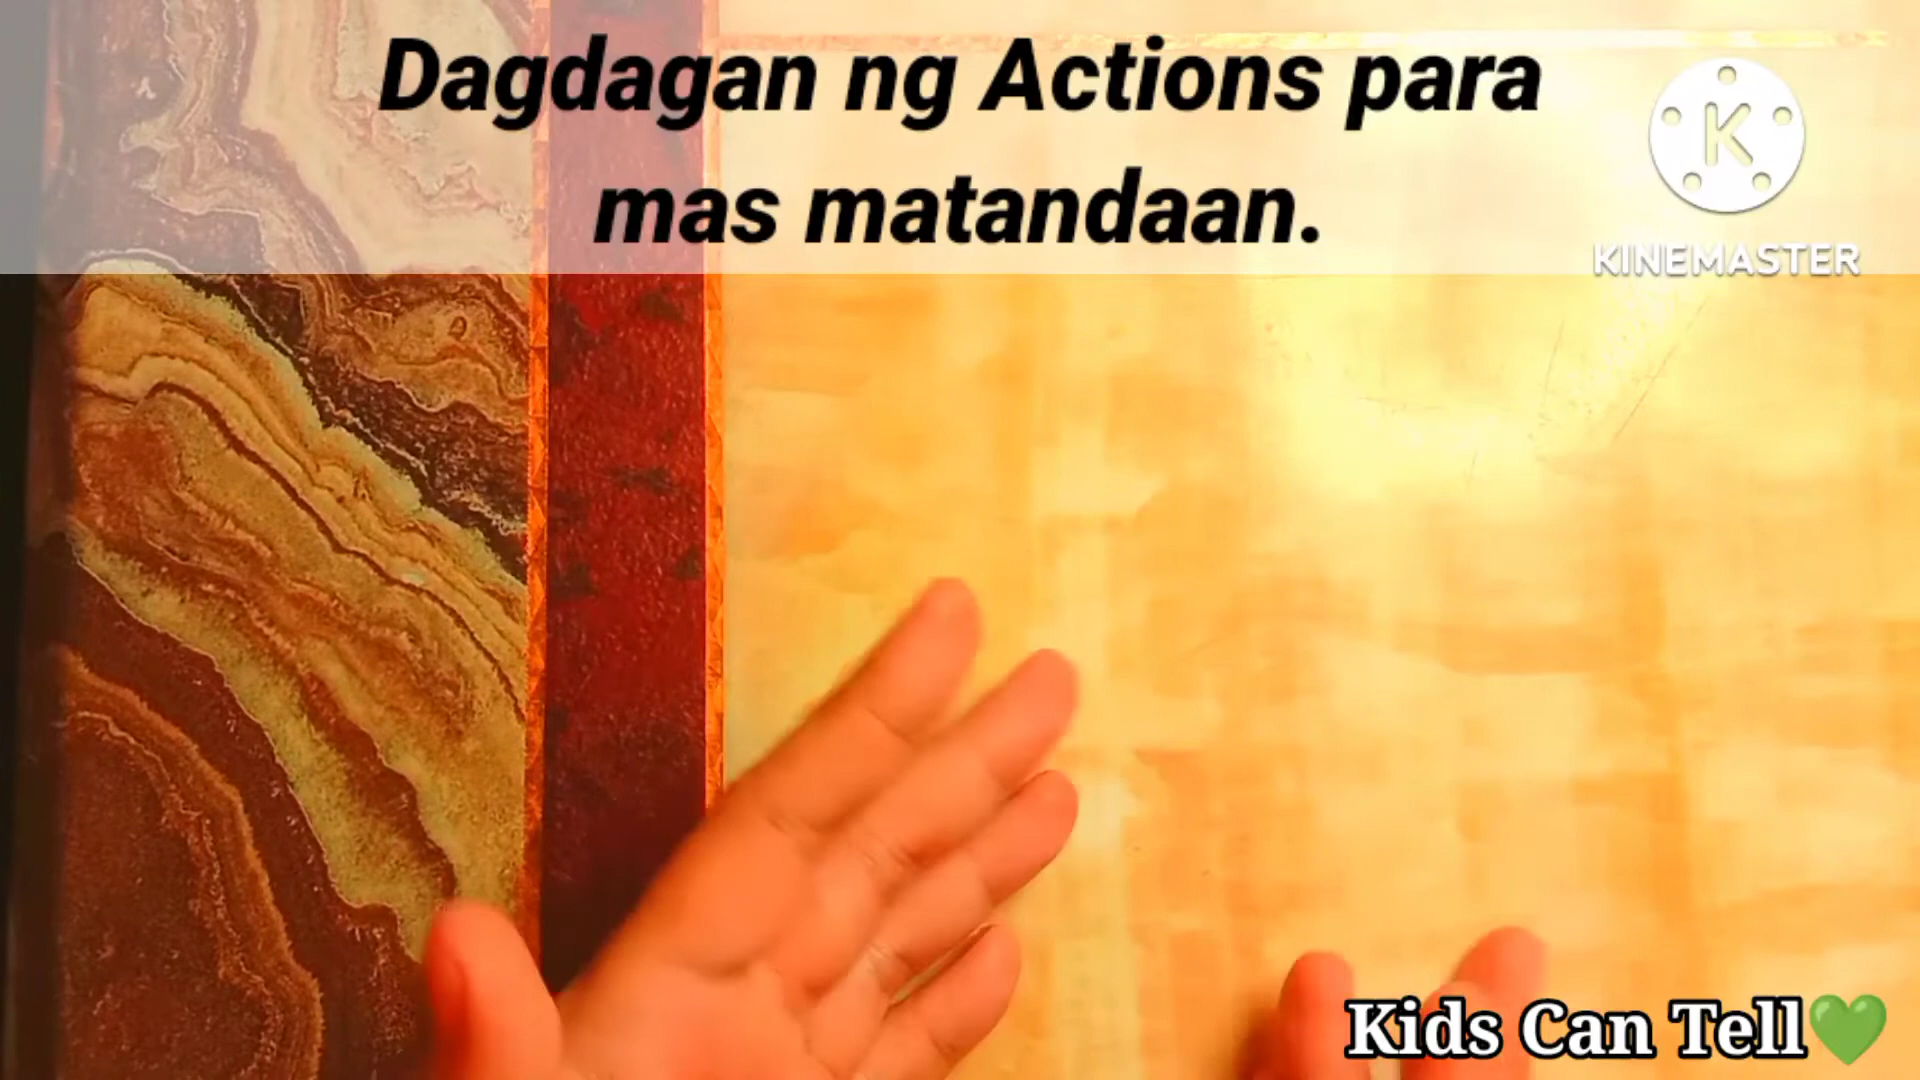 Dagdagan ng Actions para
mas matandaan.
K
KINEMASTER
Kids Can Tell💚